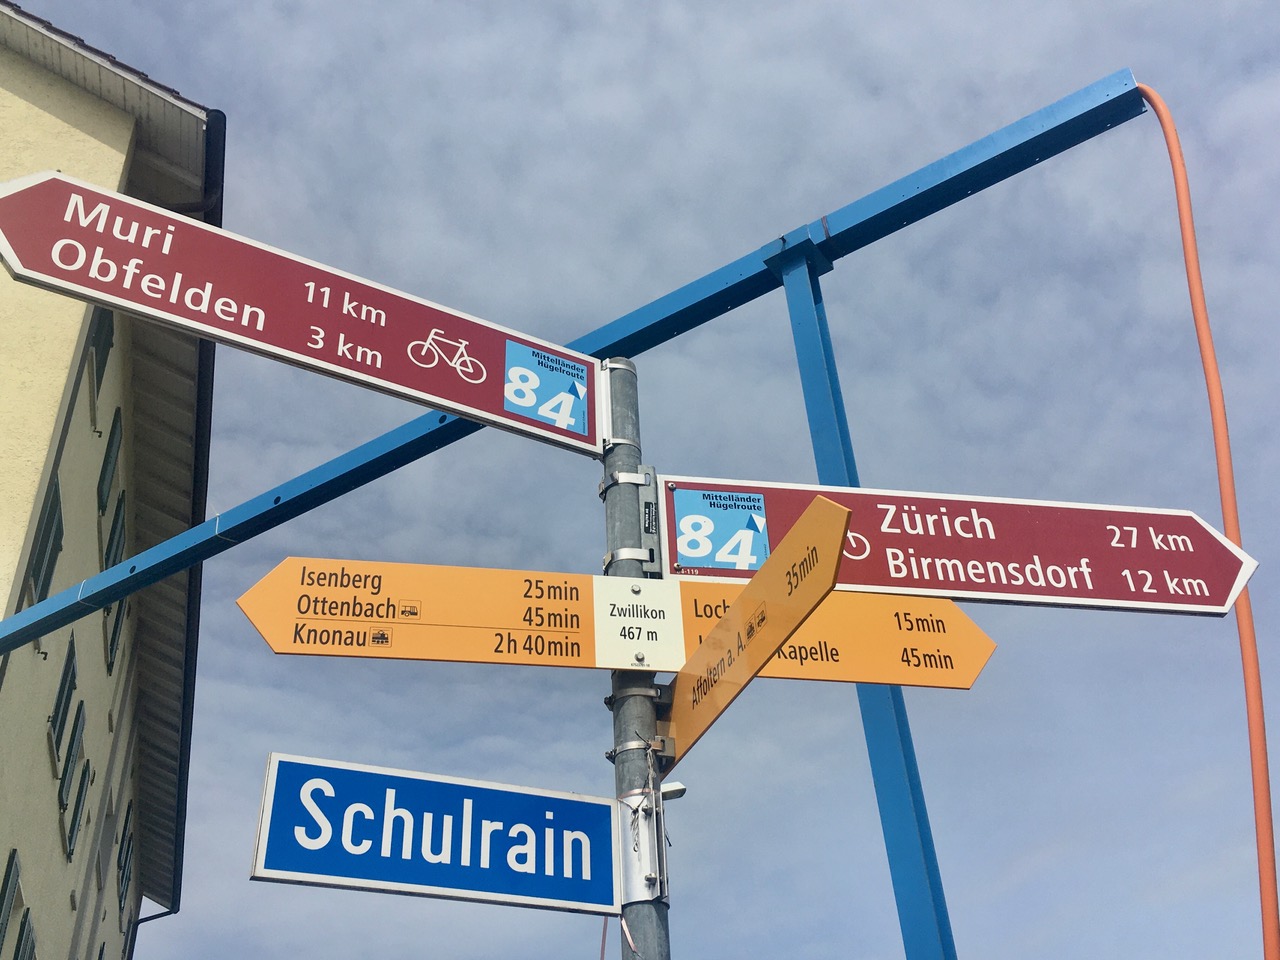 Muri 11 km
Obfelden 3 km
Mittelländer
Hügelroute
84
Mittelländer
Hügelroute
84
Zürich 27 km
Birmensdorf 12 km
Isenberg 25min
Ottenbach 45min
Knonau 2h 40min
Zwillikon
467 m
15min
Kapelle 45min
Affoltern a. A. 35min
Schulrain